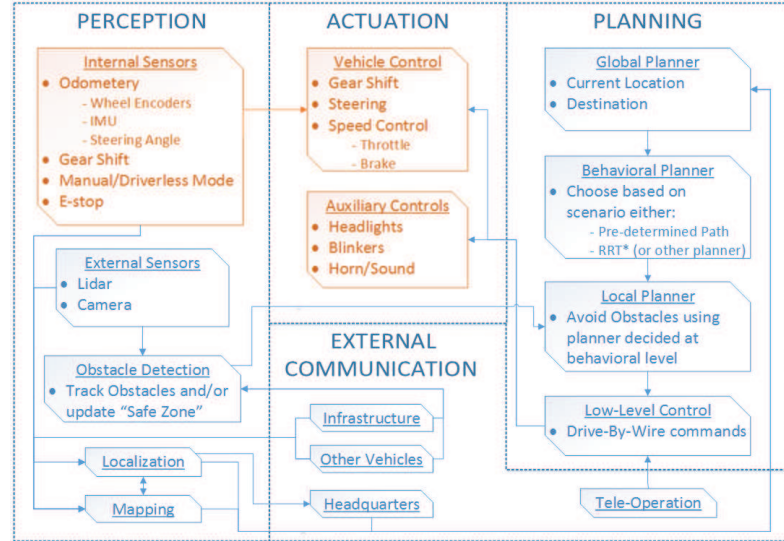 PERCEPTION
Internal Sensors
• Odometery
- Wheel Encoders
- IMU
- Steering Angle
• Gear Shift
• Manual/Driverless Mode
• E-stop
External Sensors
• Lidar
• Camera
Obstacle Detection
• Track Obstacles and/or
update “Safe Zone”
Localization
Mapping
ACTUATION
Vehicle Control
• Gear Shift
• Steering
• Speed Control
- Throttle
- Brake
Auxiliary Controls
• Headlights
• Blinkers
• Horn/Sound
EXTERNAL
COMMUNICATION
Infrastructure
Other Vehicles
Headquarters
PLANNING
Global Planner
• Current Location
• Destination
Behavioral Planner
• Choose based on
scenario either:
- Pre-determined Path
- RRT* (or other planner)
Local Planner
• Avoid Obstacles using
planner decided at
behavioral level
Low-Level Control
• Drive-By-Wire commands
Tele-Operation